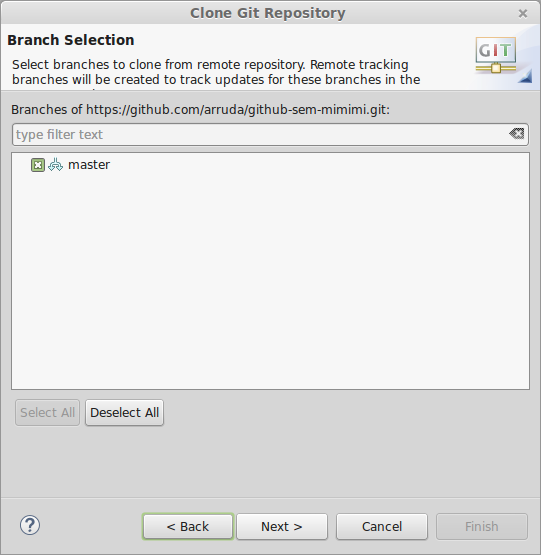 Clone Git Repository
Branch Selection
GIT
Select branches to clone from remote repository. Remote tracking
branches will be created to track updates for these branches in the
Branches of https://github.com/arruda/github-sem-mimimi.git:
type filter text
master
Select All Deselect All
< Back Next > Cancel Finish